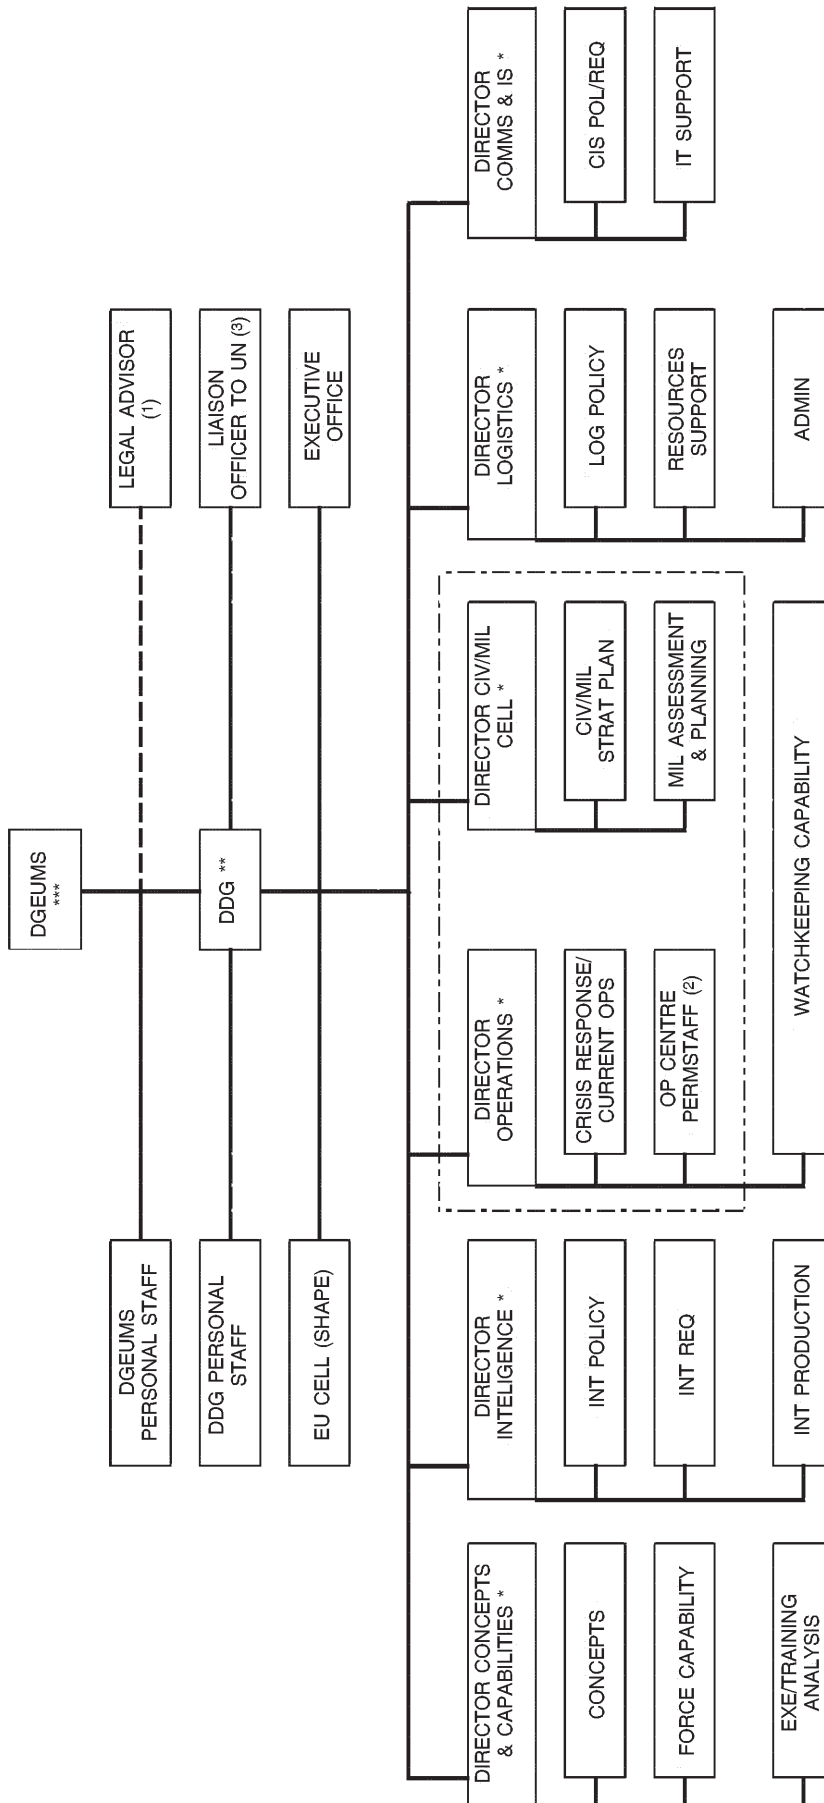 DGEUMS
***
DGEUMS
PERSONAL STAFF
LEGAL ADVISOR
(1)
DDG PERSONAL
STAFF
DDG **
LIAISON
OFFICER TO UN (3)
EU CELL (SHAPE)
EXECUTIVE
OFFICE
DIRECTOR CONCEPTS
& CAPABILITIES *
CONCEPTS
FORCE CAPABILITY
EXE/TRAINING
ANALYSIS
DIRECTOR
INTELIGENCE *
INT POLICY
INT REQ
INT PRODUCTION
DIRECTOR
OPERATIONS *
CRISIS RESPONSE/
CURRENT OPS
OP CENTRE
PERMSTAFF (2)
WATCHKEEPING CAPABILITY
DIRECTOR CIV/MIL
CELL *
CIV/MIL
STRAT PLAN
MIL ASSESSMENT
& PLANNING
DIRECTOR
LOGISTICS *
LOG POLICY
RESOURCES
SUPPORT
ADMIN
DIRECTOR
COMMS & IS *
CIS POL/REQ
IT SUPPORT